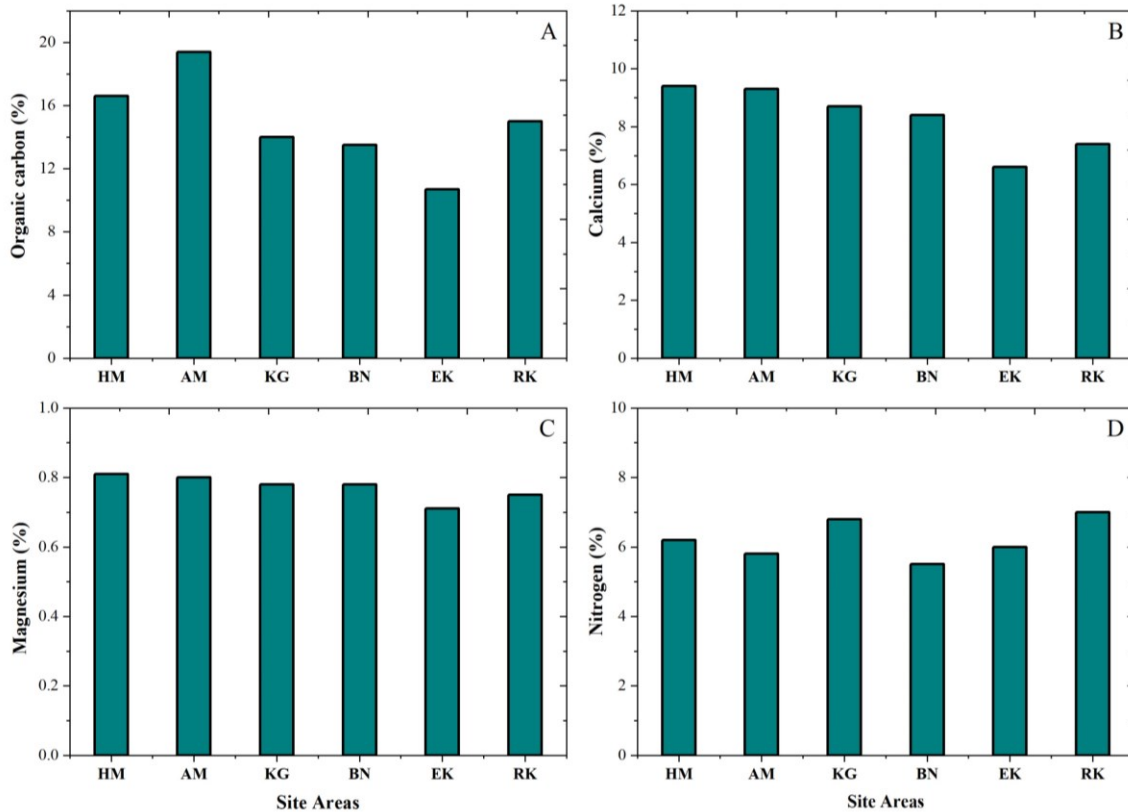 A
Organic carbon (%)
20
16
12
8
4
0
HM AM KG BN EK RK
B
Calcium (%)
12
10
8
6
4
2
0
HM AM KG BN EK RK
C
Magnesium (%)
1.0
0.8
0.6
0.4
0.2
0.0
HM AM KG BN EK RK
Site Areas
D
Nitrogen (%)
10
8
6
4
2
0
HM AM KG BN EK RK
Site Areas